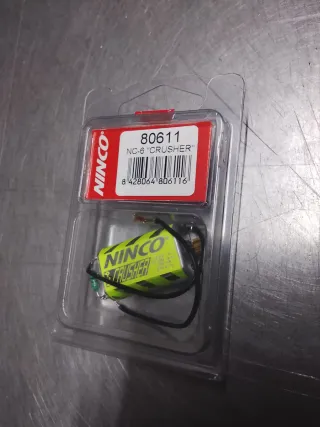 NINCO
80611
NC-6 "CRUSHER"
8 428064 806116
NINCO
CRUSHER